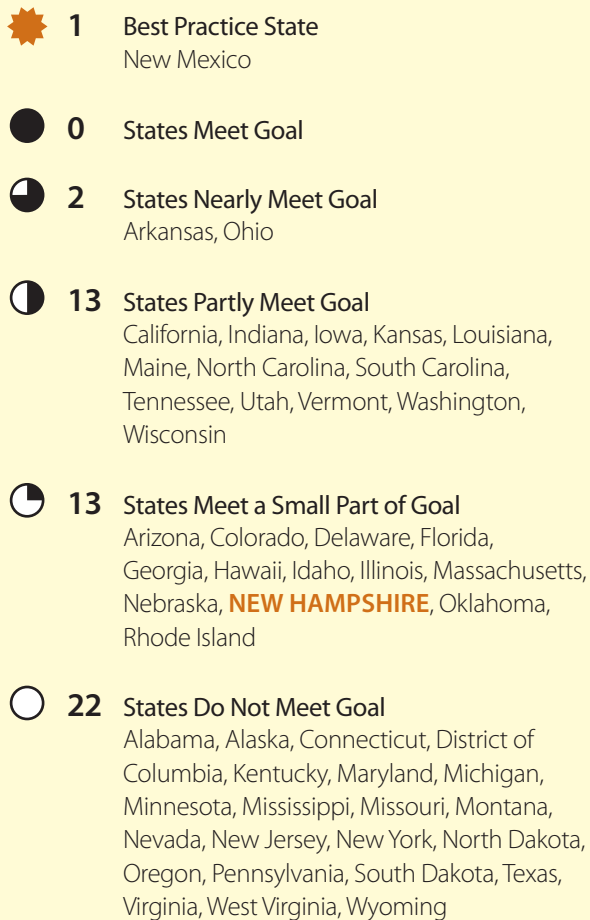 1 Best Practice State
New Mexico
0 States Meet Goal
2 States Nearly Meet Goal
Arkansas, Ohio
13 States Partly Meet Goal
California, Indiana, Iowa, Kansas, Louisiana,
Maine, North Carolina, South Carolina,
Tennessee, Utah, Vermont, Washington,
Wisconsin
13 States Meet a Small Part of Goal
Arizona, Colorado, Delaware, Florida,
Georgia, Hawaii, Idaho, Illinois, Massachusetts,
Nebraska, NEW HAMPSHIRE, Oklahoma,
Rhode Island
22 States Do Not Meet Goal
Alabama, Alaska, Connecticut, District of
Columbia, Kentucky, Maryland, Michigan,
Minnesota, Mississippi, Missouri, Montana,
Nevada, New Jersey, New York, North Dakota,
Oregon, Pennsylvania, South Dakota, Texas,
Virginia, West Virginia, Wyoming